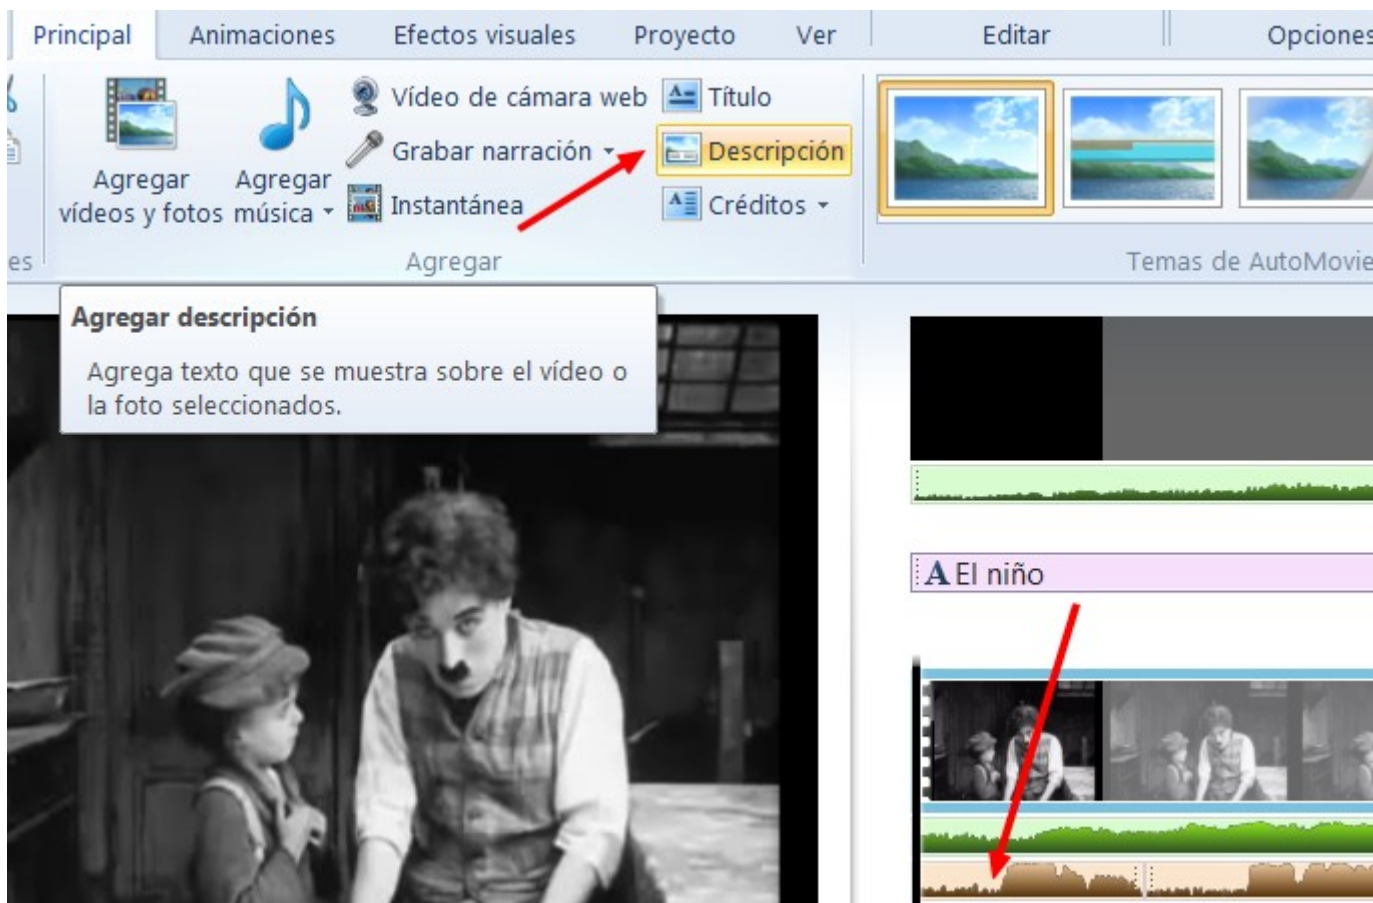 Principal Animaciones Efectos visuales Proyecto Ver Editar Opciones
Vídeo de cámara web
Título
Grabar narración
Descripción
Agregar
vídeos y fotos
Agregar
música
Instantánea
Créditos
es
Agregar
Temas de AutoMovie
Agregar descripción
Agrega texto que se muestra sobre el vídeo o
la foto seleccionados.
A El niño